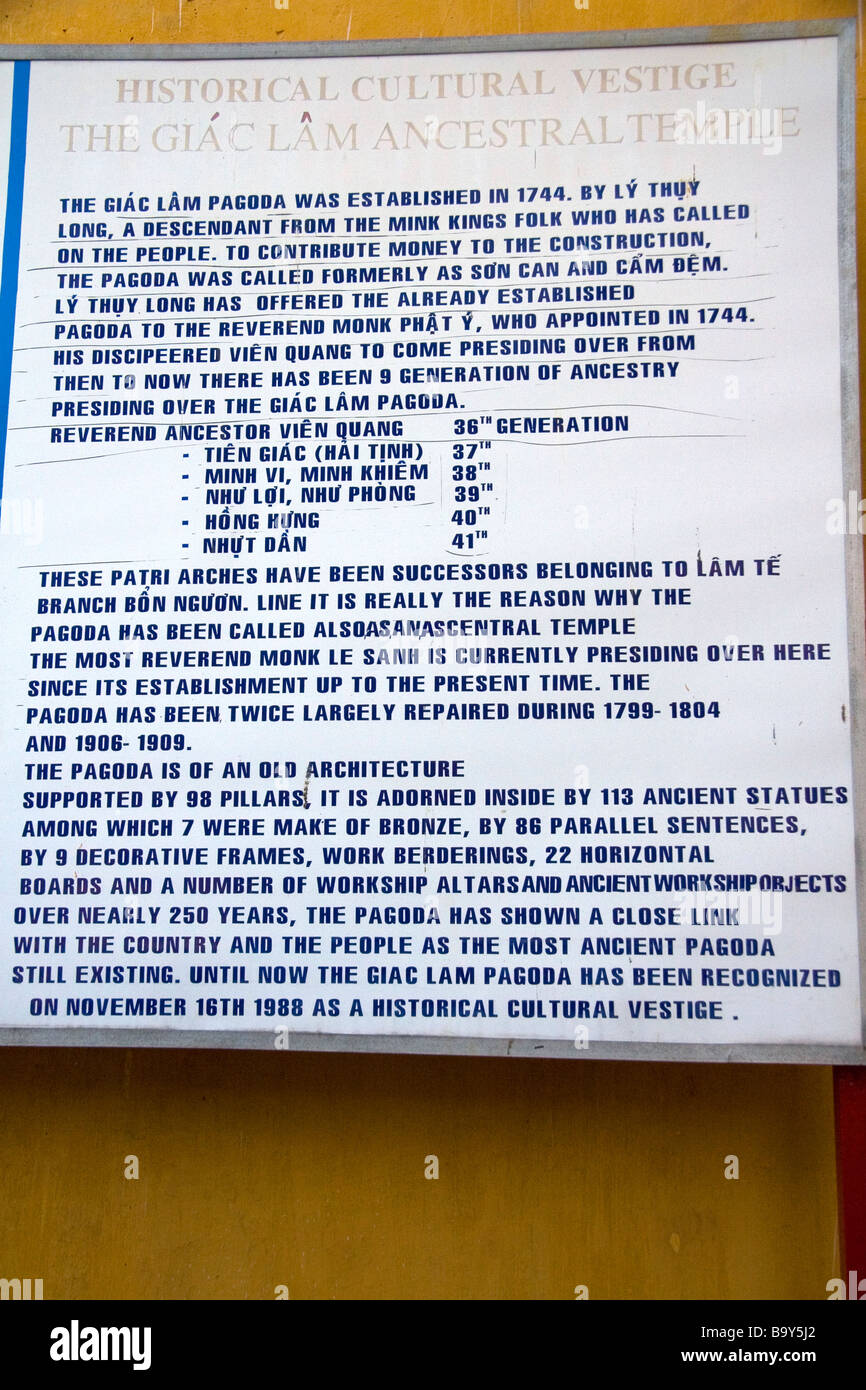 HISTORICAL CULTURAL VESTIGE
THE GIÁC LÂM ANCESTRAL TEMPLE
THE GIÁC LÂM PAGODA WAS ESTABLISHED IN 1744. BY LÝ THỤY
LONG, A DESCENDANT FROM THE MINK KINGS FOLK WHO HAS CALLED
ON THE PEOPLE. TO CONTRIBUTE MONEY TO THE CONSTRUCTION,
THE PAGODA WAS CALLED FORMERLY AS SƠN CAN AND CẨM ĐỆM.
LÝ THỤY LONG HAS OFFERED THE ALREADY ESTABLISHED
PAGODA TO THE REVEREND MONK PHẬT Ý, WHO APPOINTED IN 1744.
HIS DISCIPEERED VIÊN QUANG TO COME PRESIDING OVER FROM
THEN TO NOW THERE HAS BEEN 9 GENERATION OF ANCESTRY
PRESIDING OVER THE GIÁC LÂM PAGODA.
REVEREND ANCESTOR VIÊN QUANG 36TH GENERATION
- TIÊN GIÁC (HẢI TỊNH) 37TH
- MINH VI, MINH KHIÊM 38TH
- NHƯ LỢI, NHƯ PHÒNG 39TH
- HỒNG HƯNG 40TH
- NHỰT DẦN 41TH
THESE PATRI ARCHES HAVE BEEN SUCCESSORS BELONGING TO LÂM TẾ
BRANCH BỔN NGƯƠN. LINE IT IS REALLY THE REASON WHY THE
PAGODA HAS BEEN CALLED ALSOASANASCENTRAL TEMPLE
THE MOST REVEREND MONK LE SANH IS CURRENTLY PRESIDING OVER HERE
SINCE ITS ESTABLISHMENT UP TO THE PRESENT TIME. THE
PAGODA HAS BEEN TWICE LARGELY REPAIRED DURING 1799- 1804
AND 1906- 1909.
THE PAGODA IS OF AN OLD ARCHITECTURE
SUPPORTED BY 98 PILLARS, IT IS ADORNED INSIDE BY 113 ANCIENT STATUES
AMONG WHICH 7 WERE MAKE OF BRONZE, BY 86 PARALLEL SENTENCES,
BY 9 DECORATIVE FRAMES, WORK BERDERINGS, 22 HORIZONTAL
BOARDS AND A NUMBER OF WORKSHIP ALTARS AND ANCIENT WORKSHIP OBJECTS
OVER NEARLY 250 YEARS, THE PAGODA HAS SHOWN A CLOSE LINK
WITH THE COUNTRY AND THE PEOPLE AS THE MOST ANCIENT PAGODA
STILL EXISTING. UNTIL NOW THE GIAC LAM PAGODA HAS BEEN RECOGNIZED
ON NOVEMBER 16TH 1988 AS A HISTORICAL CULTURAL VESTIGE .
alamy
Image ID: B9Y5J2
www.alamy.com